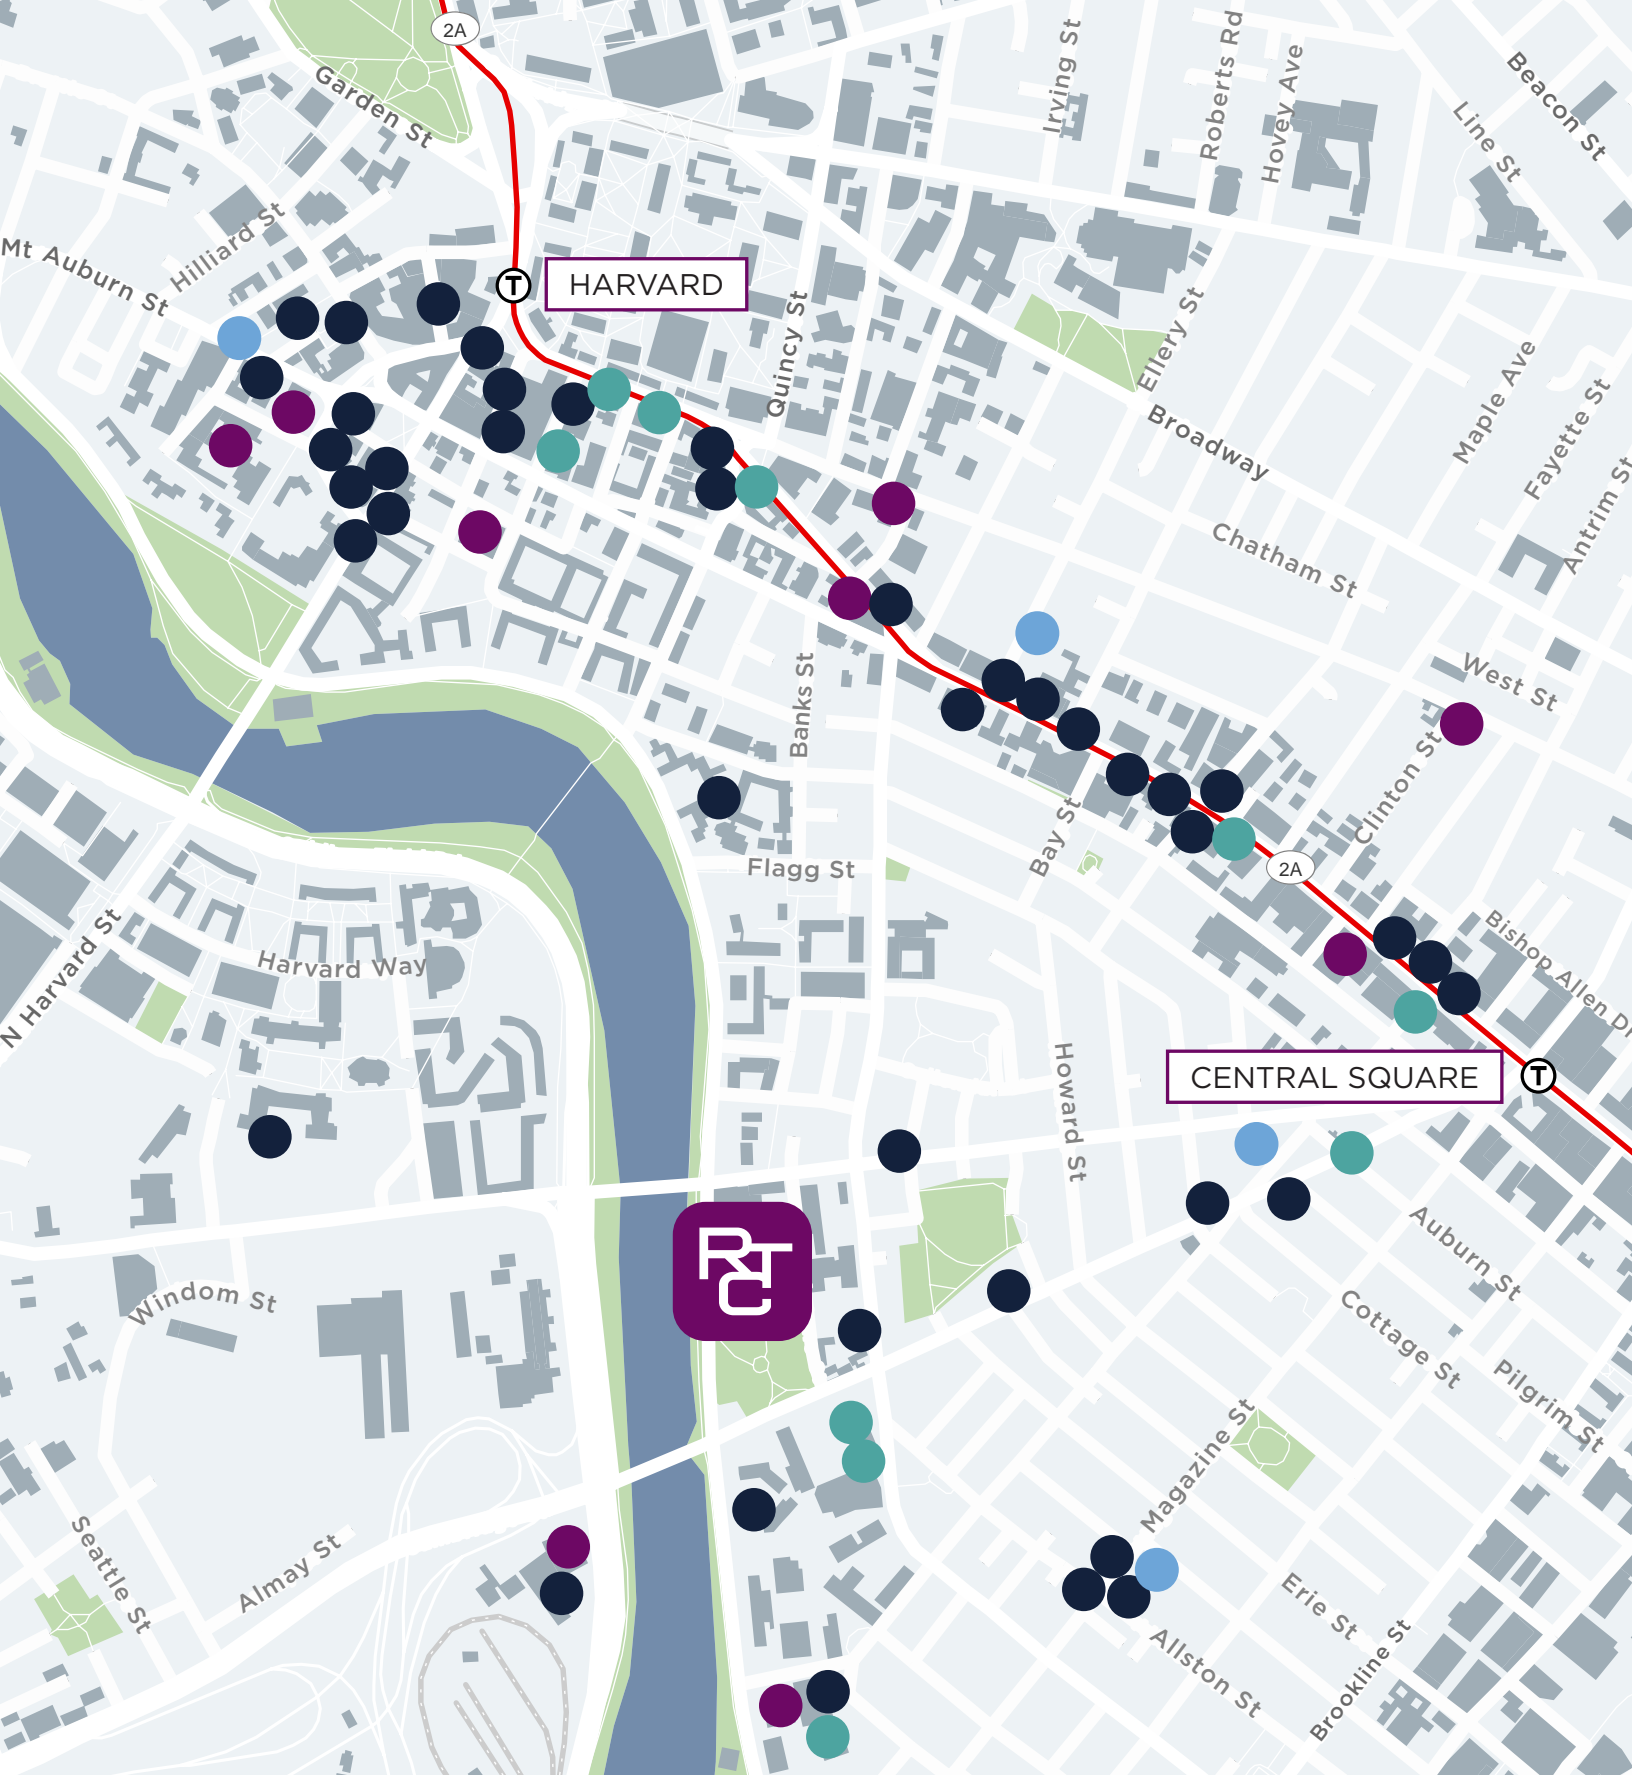 2A
Garden St
Irving St
Roberts Rd
Hovey Ave
Beacon St
Line St
Hilliard St
Mt Auburn St
T
HARVARD
Quincy St
Ellery St
Maple Ave
Fayette St
Antrim St
Broadway
Chatham St
West St
Banks St
Clinton St
Bay St
Flagg St
2A
Bishop Allen Dr
N Harvard St
Harvard Way
Howard St
CENTRAL SQUARE
T
RTC
Windom St
Auburn St
Cottage St
Pilgrim St
Magazine St
Seattle St
Almay St
Erie St
Allston St
Brookline St